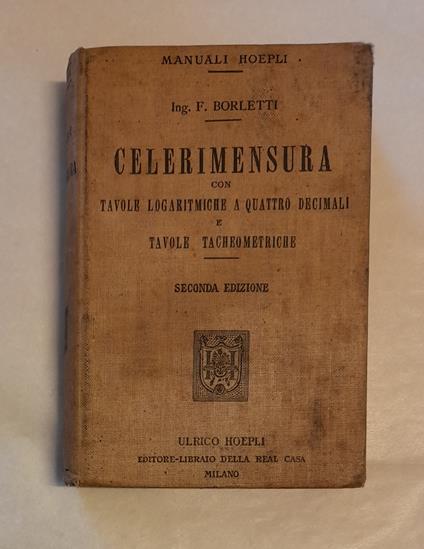 MANUALI HOEPLI
Ing. F. BORLETTI
CELERIMENSURA
CON
TAVOLE LOGARITMICHE A QUATTRO DECIMALI
E
TAVOLE TACHEOMETRICHE
SECONDA EDIZIONE
ULRICO HOEPLI
EDITORE-LIBRAIO DELLA REAL CASA
MILANO